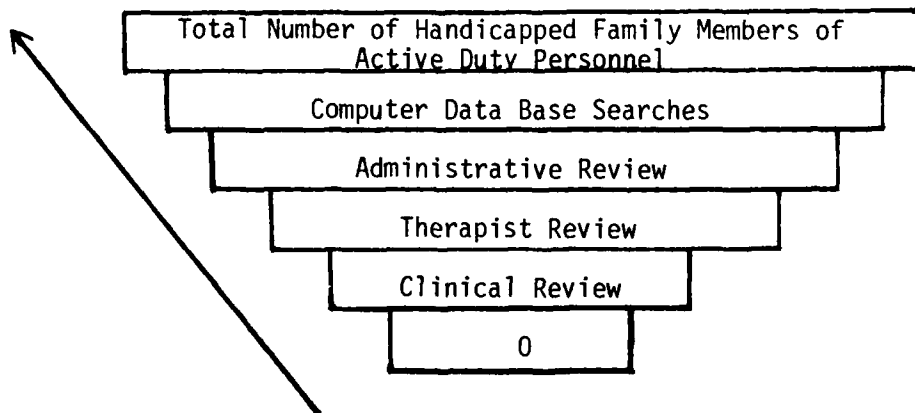 Total Number of Handicapped Family Members of
Active Duty Personnel
Computer Data Base Searches
Administrative Review
Therapist Review
Clinical Review
0